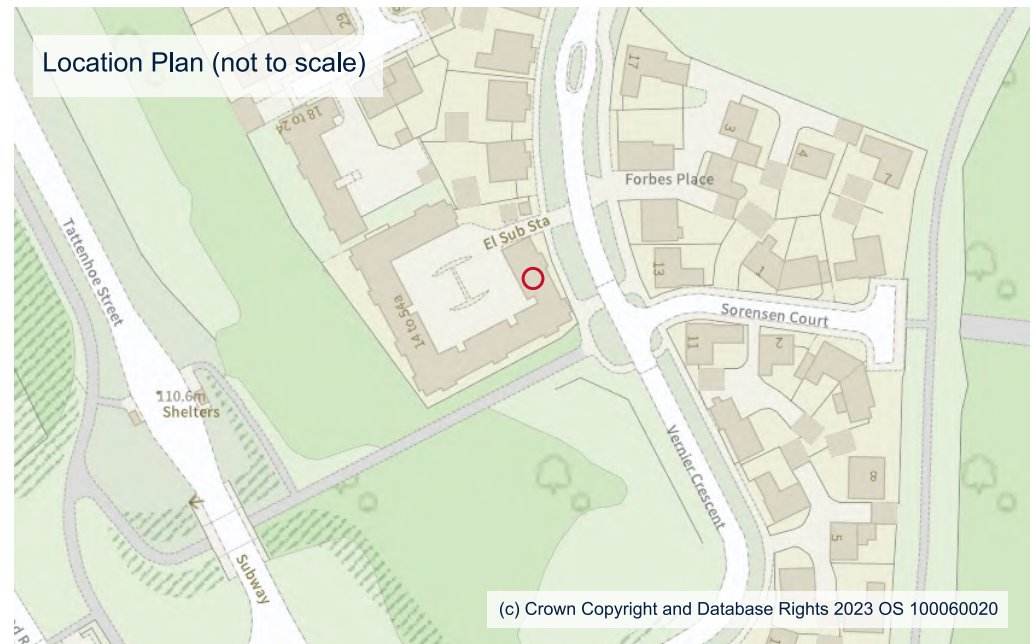 29
Location Plan (not to scale)
17
18 to 24
3
4
7
Forbes Place
El Sub Sta
Tattenhoe Street
13
1
14 to 54a
Sorensen Court
11
2
110.6m
Shelters
Vernier Crescent
8
5
Subway
(c) Crown Copyright and Database Rights 2023 OS 100060020